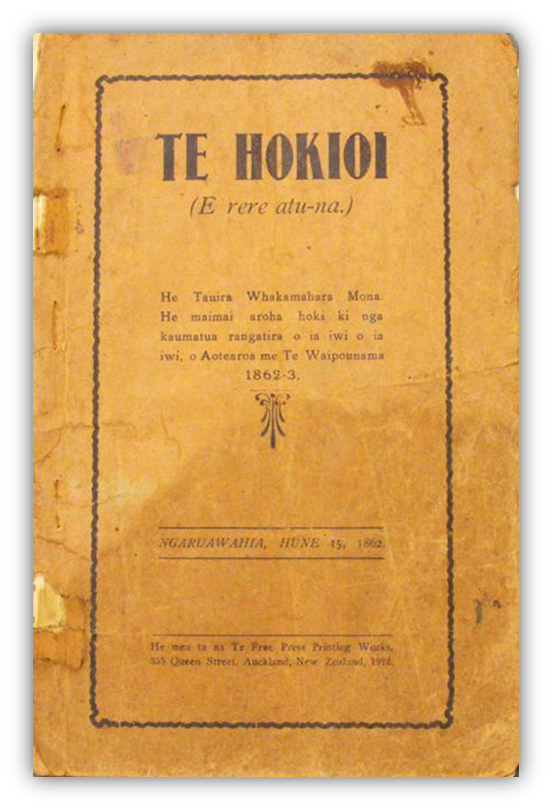 TE HOKIOI
(E rere atu-na.)
He Tauira Whakamahara Mona.
He maimai aroha hoki ki nga
kaumatua rangatira o ia iwi o ia
iwi, o Aotearoa me Te Waipounama
1862-3.
NGARUAWAHIA, HUNE 15, 1862.
He mea ta na Te Free Press Printing Works,
335 Queen Street, Auckland, New Zealand, 1922.